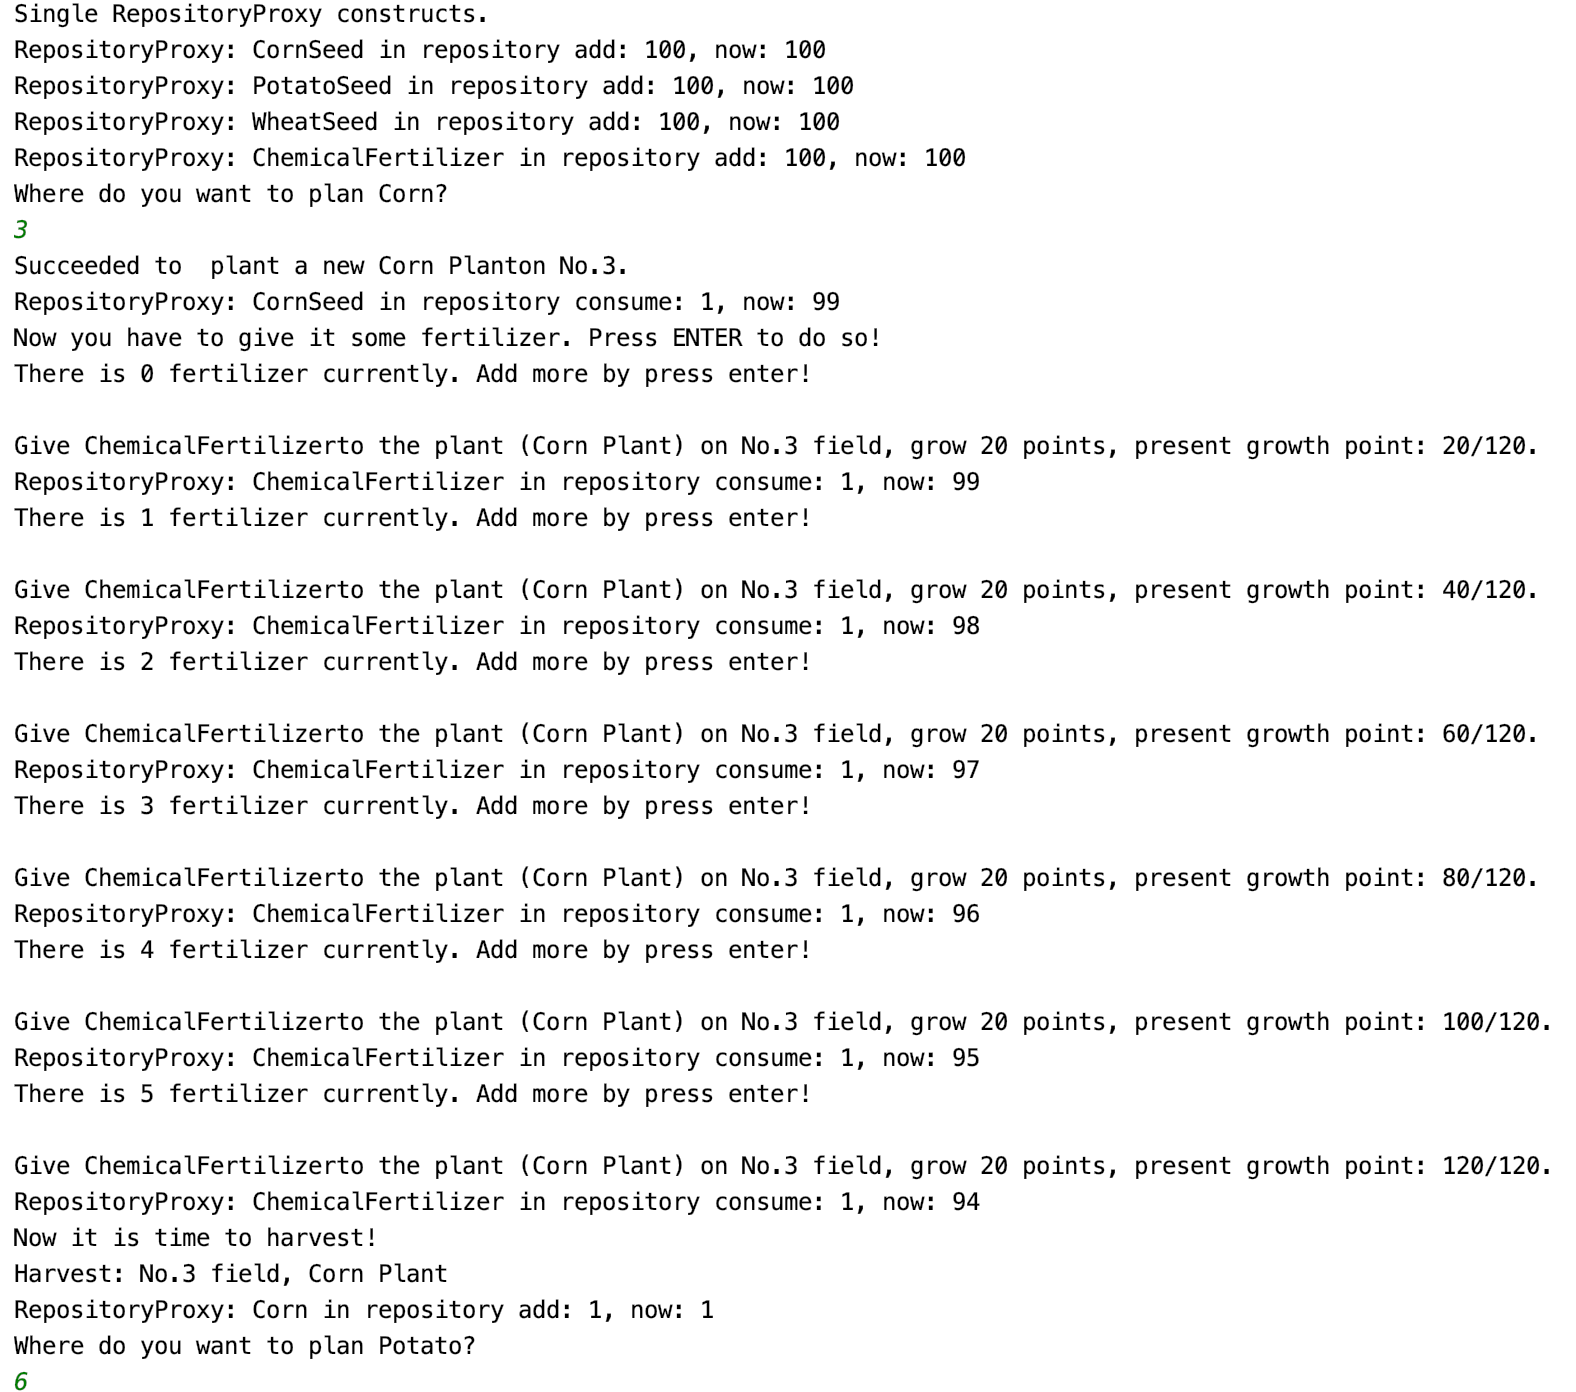 Single RepositoryProxy constructs.
RepositoryProxy: CornSeed in repository add: 100, now: 100
RepositoryProxy: PotatoSeed in repository add: 100, now: 100
RepositoryProxy: WheatSeed in repository add: 100, now: 100
RepositoryProxy: ChemicalFertilizer in repository add: 100, now: 100
Where do you want to plan Corn?
3
Succeeded to  plant a new Corn Planton No.3.
RepositoryProxy: CornSeed in repository consume: 1, now: 99
Now you have to give it some fertilizer. Press ENTER to do so!
There is 0 fertilizer currently. Add more by press enter!
Give ChemicalFertilizerto the plant (Corn Plant) on No.3 field, grow 20 points, present growth point: 20/120.
RepositoryProxy: ChemicalFertilizer in repository consume: 1, now: 99
There is 1 fertilizer currently. Add more by press enter!
Give ChemicalFertilizerto the plant (Corn Plant) on No.3 field, grow 20 points, present growth point: 40/120.
RepositoryProxy: ChemicalFertilizer in repository consume: 1, now: 98
There is 2 fertilizer currently. Add more by press enter!
Give ChemicalFertilizerto the plant (Corn Plant) on No.3 field, grow 20 points, present growth point: 60/120.
RepositoryProxy: ChemicalFertilizer in repository consume: 1, now: 97
There is 3 fertilizer currently. Add more by press enter!
Give ChemicalFertilizerto the plant (Corn Plant) on No.3 field, grow 20 points, present growth point: 80/120.
RepositoryProxy: ChemicalFertilizer in repository consume: 1, now: 96
There is 4 fertilizer currently. Add more by press enter!
Give ChemicalFertilizerto the plant (Corn Plant) on No.3 field, grow 20 points, present growth point: 100/120.
RepositoryProxy: ChemicalFertilizer in repository consume: 1, now: 95
There is 5 fertilizer currently. Add more by press enter!
Give ChemicalFertilizerto the plant (Corn Plant) on No.3 field, grow 20 points, present growth point: 120/120.
RepositoryProxy: ChemicalFertilizer in repository consume: 1, now: 94
Now it is time to harvest!
Harvest: No.3 field, Corn Plant
RepositoryProxy: Corn in repository add: 1, now: 1
Where do you want to plan Potato?
6